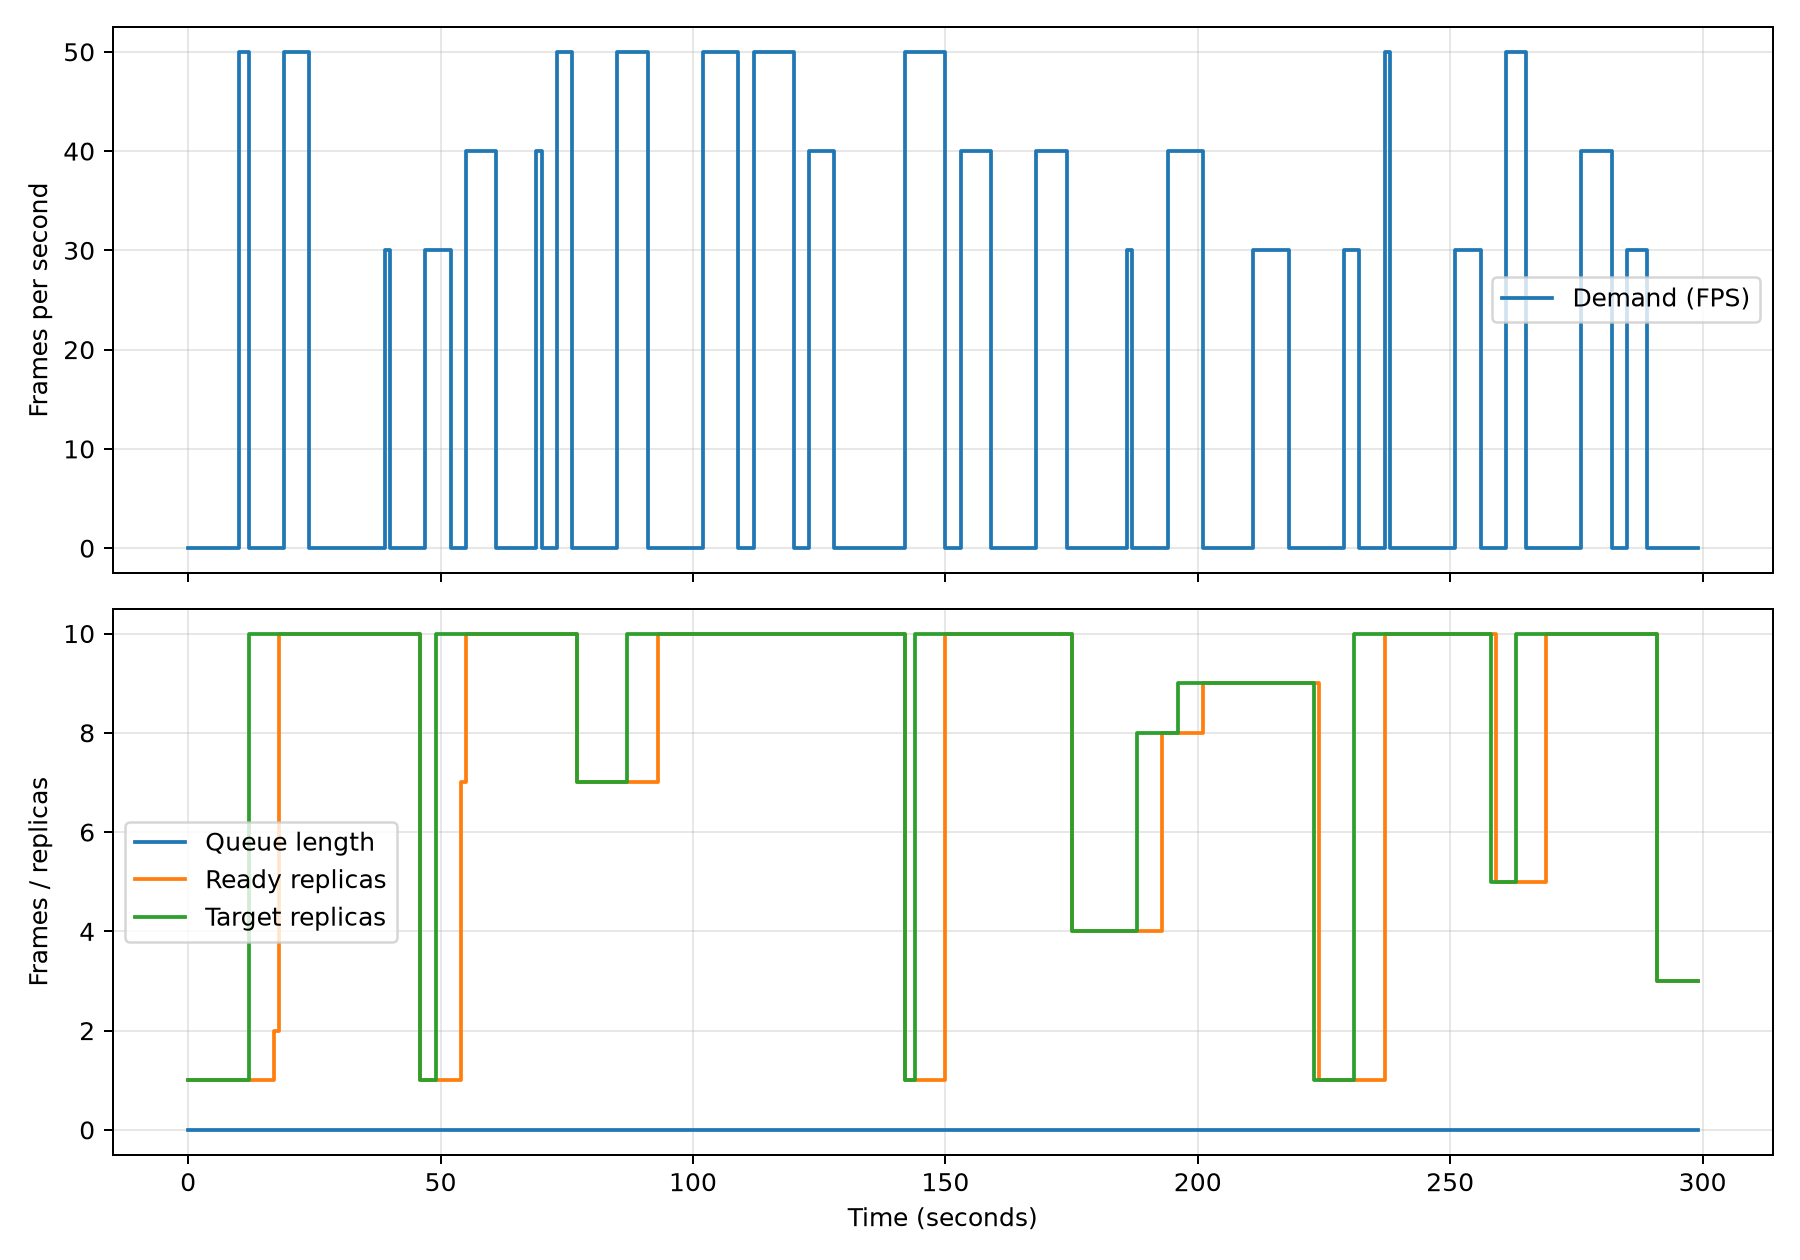 50
40
30
20
10
0
Frames per second
Demand (FPS)
10
8
6
4
2
0
Frames / replicas
Queue length
Ready replicas
Target replicas
0 50 100 150 200 250 300
Time (seconds)